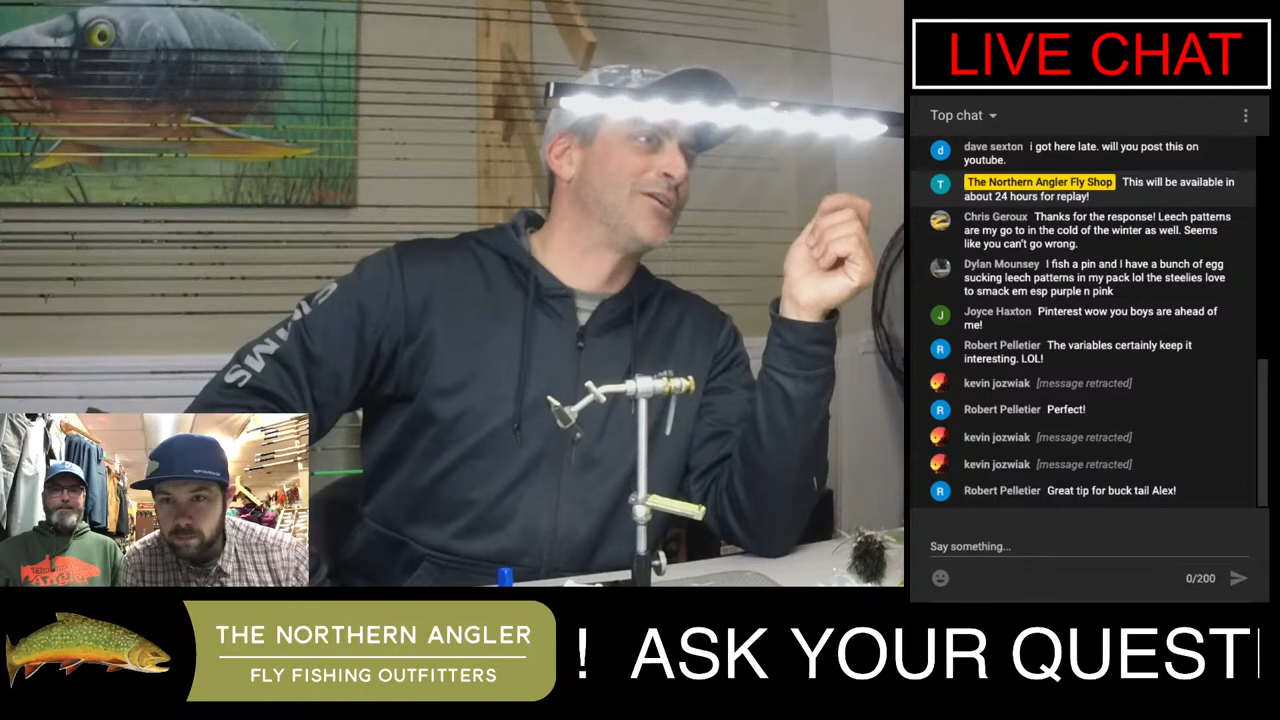 LIVE CHAT
Top chat
dave sexton i got here late. will you post this on
youtube.
The Northern Angler Fly Shop This will be available in
about 24 hours for replay!
Chris Geroux Thanks for the response! Leech patterns
are my go to in the cold of the winter as well. Seems
like you can't go wrong.
Dylan Mounsey I fish a pin and I have a bunch of egg
sucking leech patterns in my pack lol the steelies love
to smack em esp purple n pink
Joyce Haxton Pinterest wow you boys are ahead of
me!
Robert Pelletier The variables certainly keep it
interesting. LOL!
kevin jozwiak [message retracted]
Robert Pelletier Perfect!
kevin jozwiak [message retracted]
kevin jozwiak [message retracted]
Robert Pelletier Great tip for buck tail Alex!
Say something...
0/200
THE NORTHERN ANGLER
FLY FISHING OUTFITTERS
! ASK YOUR QUEST